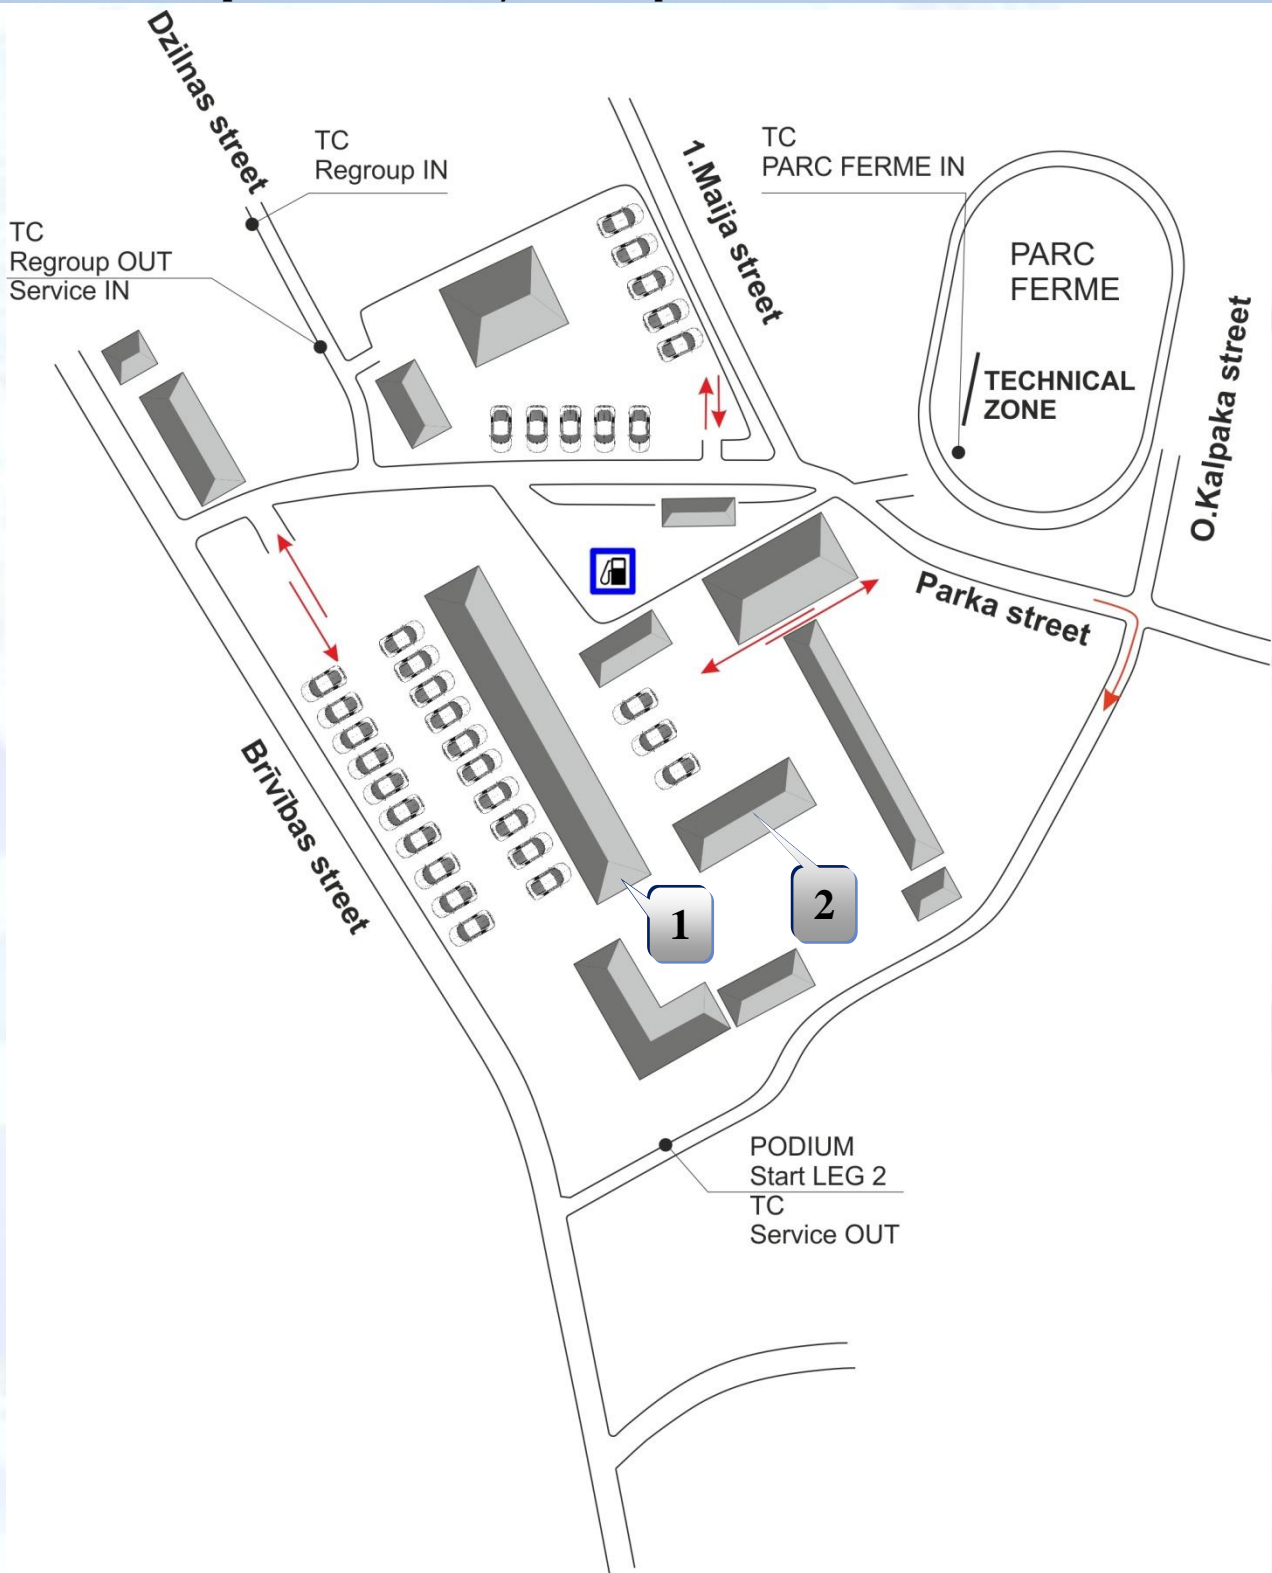 Dzilnas street
TC
Regroup IN
1.Maija street
TC
PARC FERME IN
TC
Regroup OUT
Service IN
PARC
FERME
TECHNICAL
ZONE
O.Kalpaka street
Parka street
Brīvības street
1
2
PODIUM
Start LEG 2
TC
Service OUT